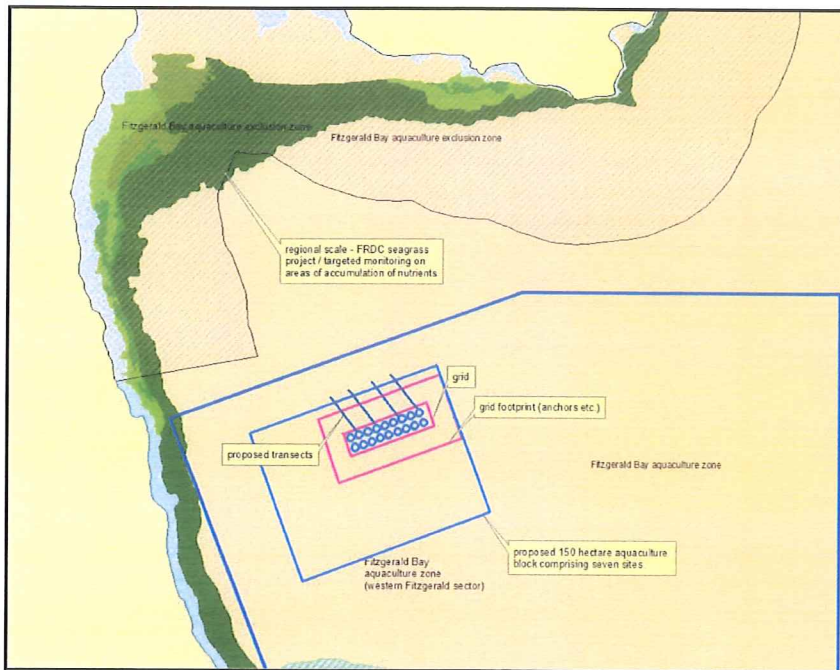 Fitzgerald Bay aquaculture exclusion zone
Fitzgerald Bay aquaculture exclusion zone
regional scale - FRDC seagrass
project / targeted monitoring on
areas of accumulation of nutrients
grid
grid footprint (anchors etc.)
proposed transects
Fitzgerald Bay aquaculture zone
proposed 150 hectare aquaculture
block comprising seven sites
Fitzgerald Bay
aquaculture zone
(western Fitzgerald sector)